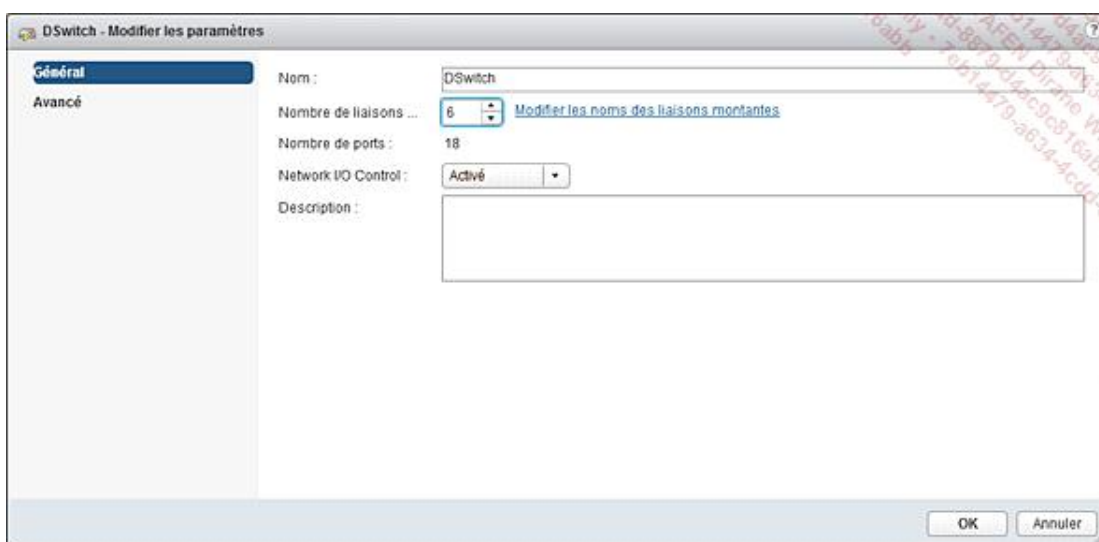 DSwitch - Modifier les paramètres
?
Général
Avancé
Nom :
DSwitch
Nombre de liaisons ...
6
Modifier les noms des liaisons montantes
Nombre de ports :
18
Network I/O Control :
Activé
Description :
OK
Annuler